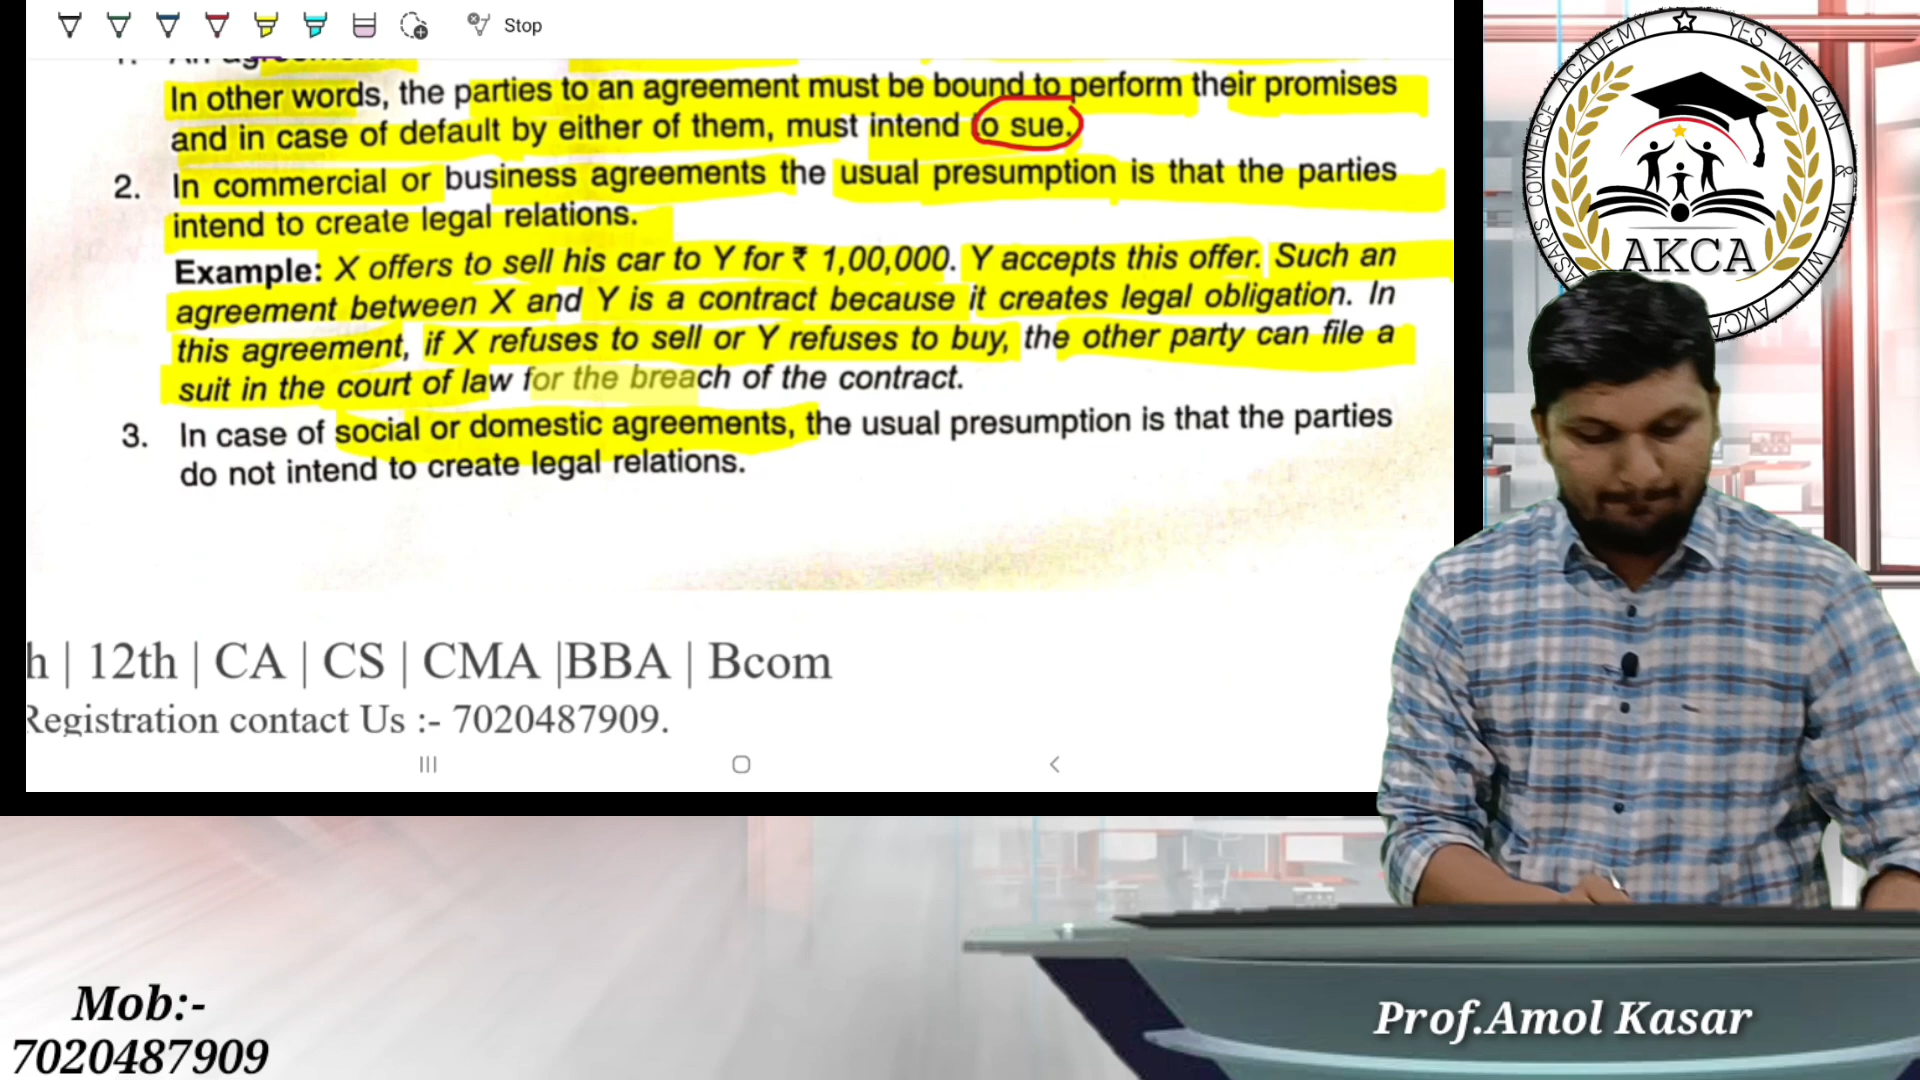 Stop
1.
In other words, the parties to an agreement must be bound to perform their promises
and in case of default by either of them, must intend to sue.
2. In commercial or business agreements the usual presumption is that the parties
intend to create legal relations.
Example: X offers to sell his car to Y for ₹ 1,00,000. Y accepts this offer. Such an
agreement between X and Y is a contract because it creates legal obligation. In
this agreement, if X refuses to sell or Y refuses to buy, the other party can file a
suit in the court of law for the breach of the contract.
3. In case of social or domestic agreements, the usual presumption is that the parties
do not intend to create legal relations.
h | 12th | CA | CS | CMA |BBA | Bcom
Registration contact Us :- 7020487909.
COMMERCE ACADEMY
YES WE CAN & WE WILL
AKCA
Mob:-
7020487909
Prof.Amol Kasar